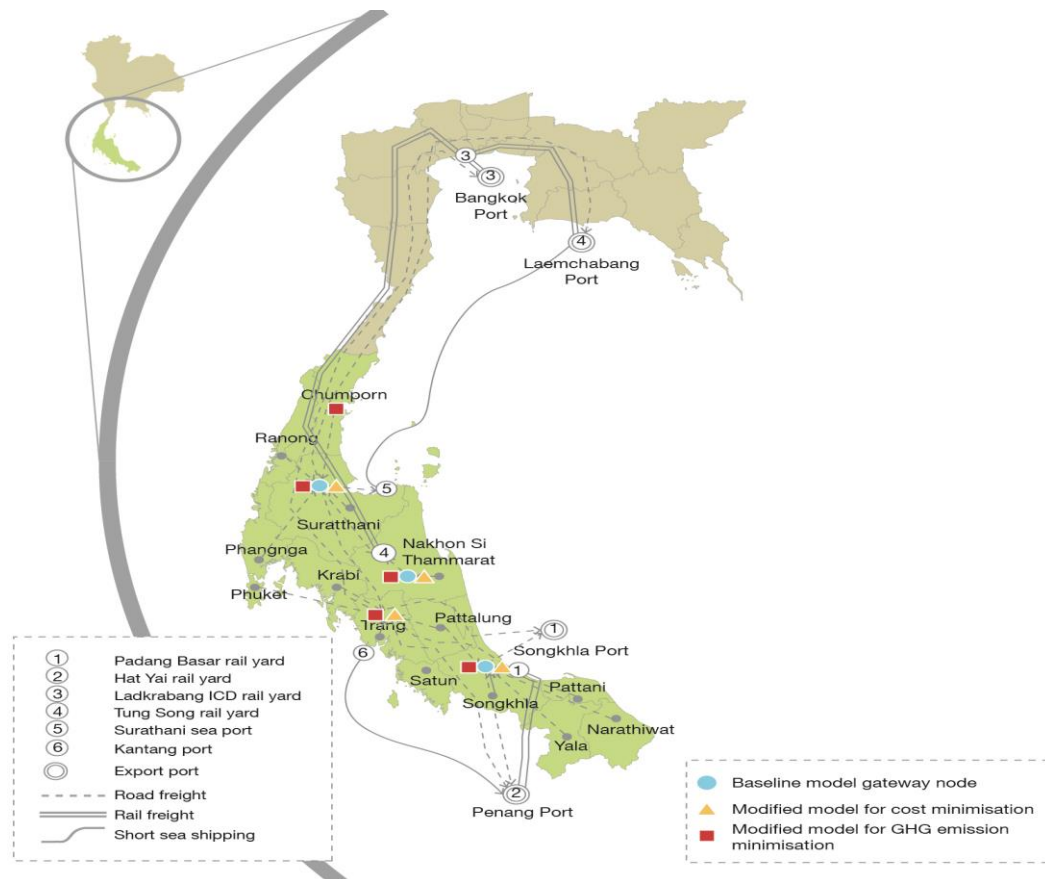 3
3
Bangkok
Port
4
Laemchabang
Port
Chumporn
Ranong
5
Suratthani
Phangnga
4
Nakhon Si
Thammarat
Krabi
Phuket
Trang
Pattalung
1
Songkhla Port
6
Satun
1
Songkhla
Pattani
Narathiwat
Yala
2
Penang Port
1 Padang Basar rail yard
2 Hat Yai rail yard
3 Ladkrabang ICD rail yard
4 Tung Song rail yard
5 Surathani sea port
6 Kantang port
Export port
Road freight
Rail freight
Short sea shipping
Baseline model gateway node
Modified model for cost minimisation
Modified model for GHG emission
minimisation